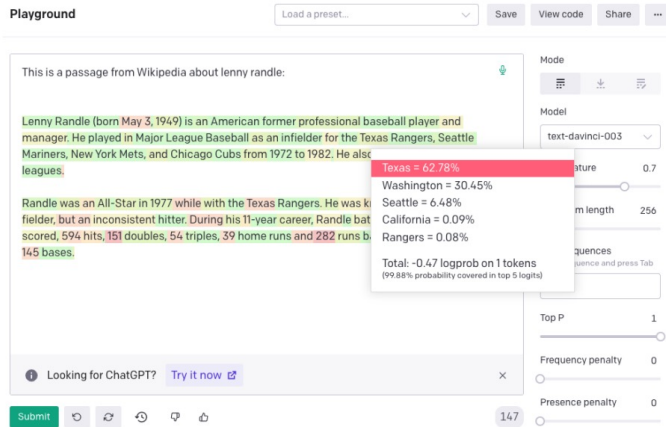 Playground
Load a preset...
Save
View code
Share
...
This is a passage from Wikipedia about lenny randle:
Lenny Randle (born May 3, 1949) is an American former professional baseball player and
manager. He played in Major League Baseball as an infielder for the Texas Rangers, Seattle
Mariners, New York Mets, and Chicago Cubs from 1972 to 1982. He also
leagues.
Randle was an All-Star in 1977 while with the Texas Rangers. He was
fielder, but an inconsistent hitter. During his 11-year career, Randle bat
scored, 594 hits, 151 doubles, 54 triples, 39 home runs and 282 runs
145 bases.
Texas = 62.78%
Washington = 30.45%
Seattle = 6.48%
California = 0.09%
Rangers = 0.08%
Total: -0.47 logprob on 1 tokens
(99.88% probability covered in top 5 logits)
Looking for ChatGPT? Try it now
Submit
147
Mode
Model
text-davinci-003
ature 0.7
m length 256
quences
uence and press Tab
Top P 1
Frequency penalty 0
Presence penalty 0